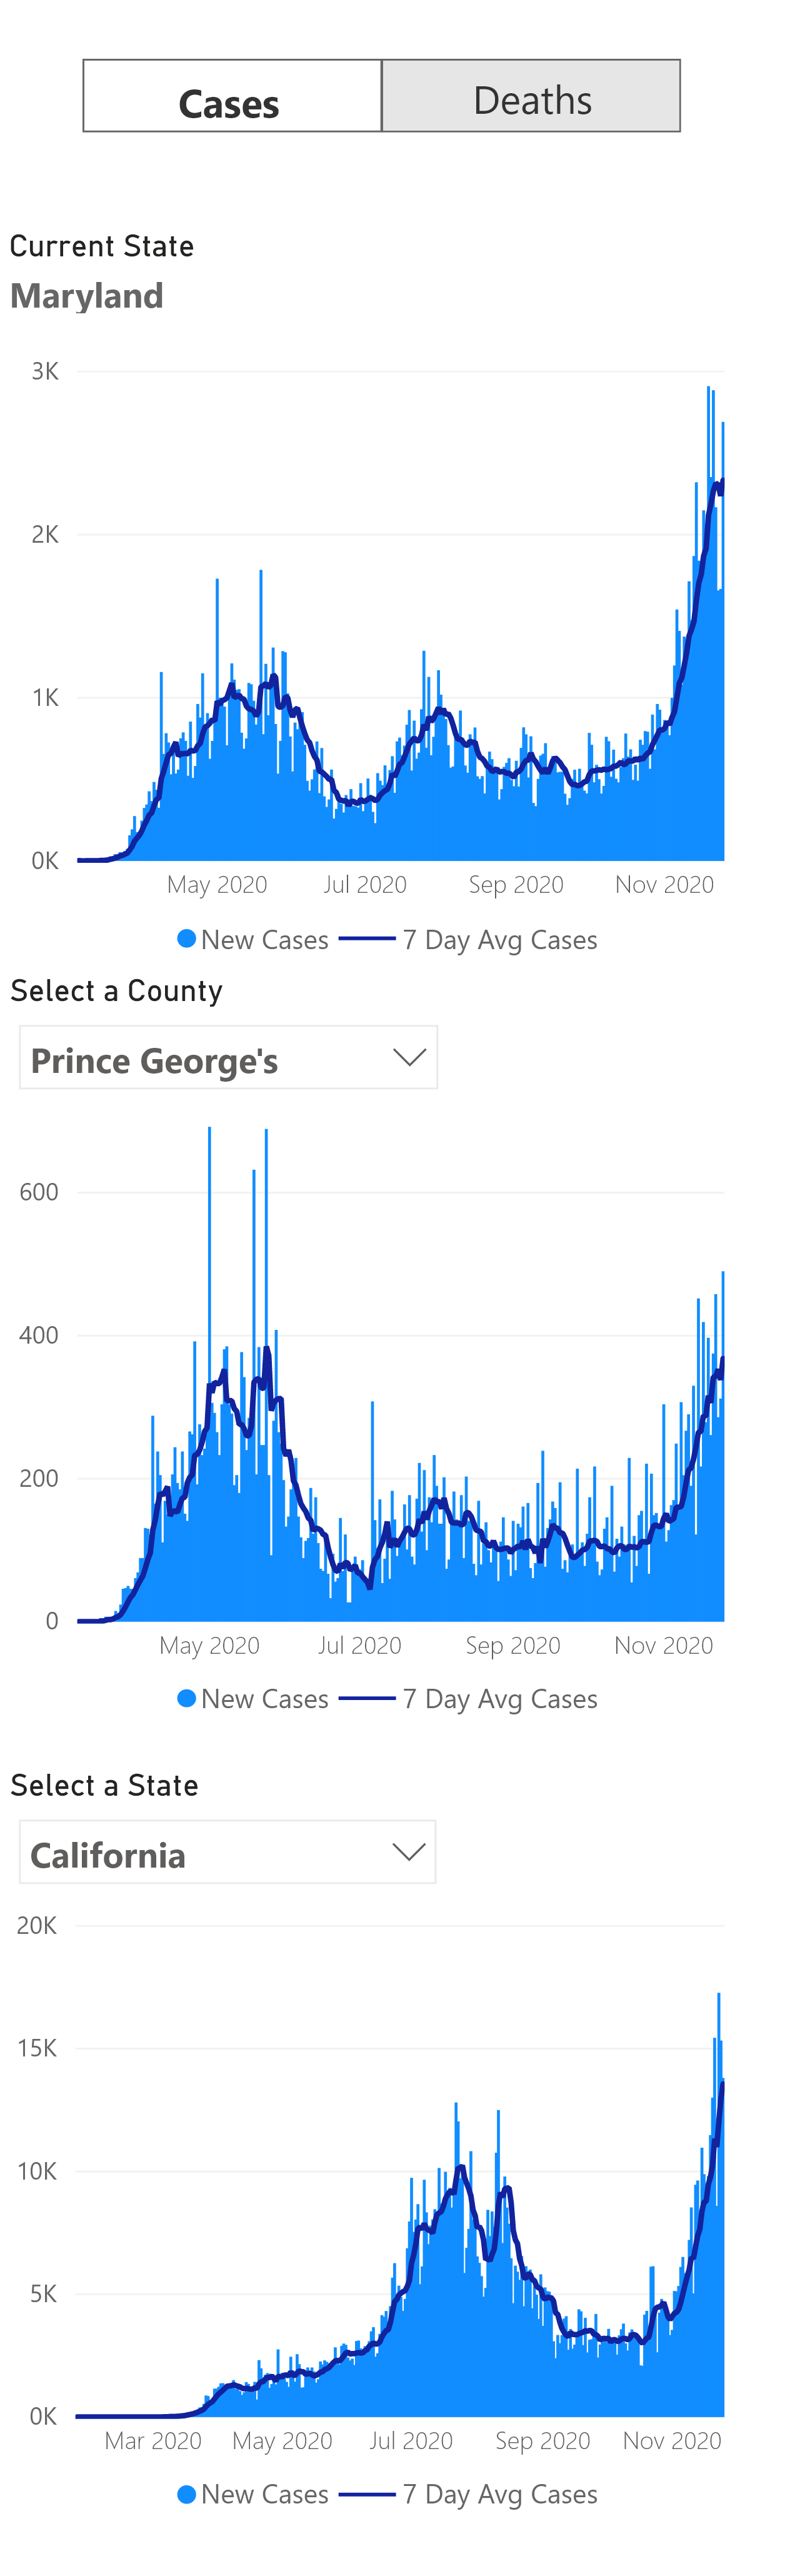 Cases Deaths
Current State
Maryland
3K
2K
1K
0K
May 2020 Jul 2020 Sep 2020 Nov 2020
New Cases 7 Day Avg Cases
Select a County
Prince George's
600
400
200
0
May 2020 Jul 2020 Sep 2020 Nov 2020
New Cases 7 Day Avg Cases
Select a State
California
20K
15K
10K
5K
0K
Mar 2020 May 2020 Jul 2020 Sep 2020 Nov 2020
New Cases 7 Day Avg Cases